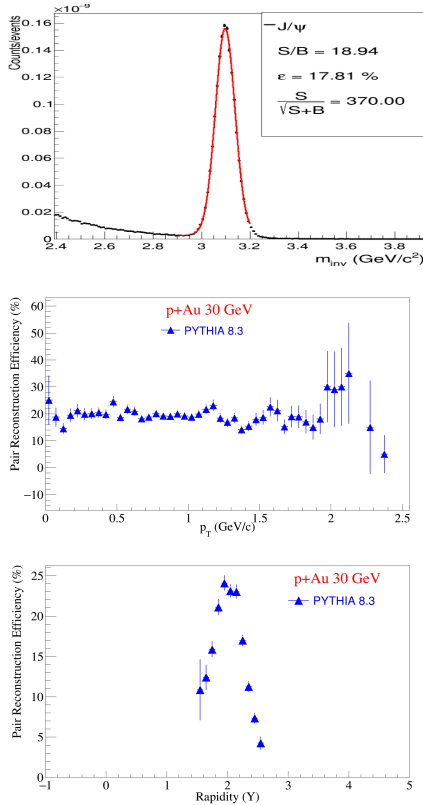 ×10⁻⁹
Counts/events
0.16
0.14
0.12
0.1
0.08
0.06
0.04
0.02
0
2.4 2.6 2.8 3 3.2 3.4 3.6 3.8
m_inv (GeV/c²)
J/ψ
S/B = 18.94
ε = 17.81 %
S/√S+B = 370.00
Pair Reconstruction Efficiency (%)
60
50
40
30
20
10
0
−10
0 0.5 1 1.5 2 2.5
p_T (GeV/c)
p+Au 30 GeV
PYTHIA 8.3
Pair Reconstruction Efficiency (%)
25
20
15
10
5
0
−1 0 1 2 3 4 5
Rapidity (Y)
p+Au 30 GeV
PYTHIA 8.3